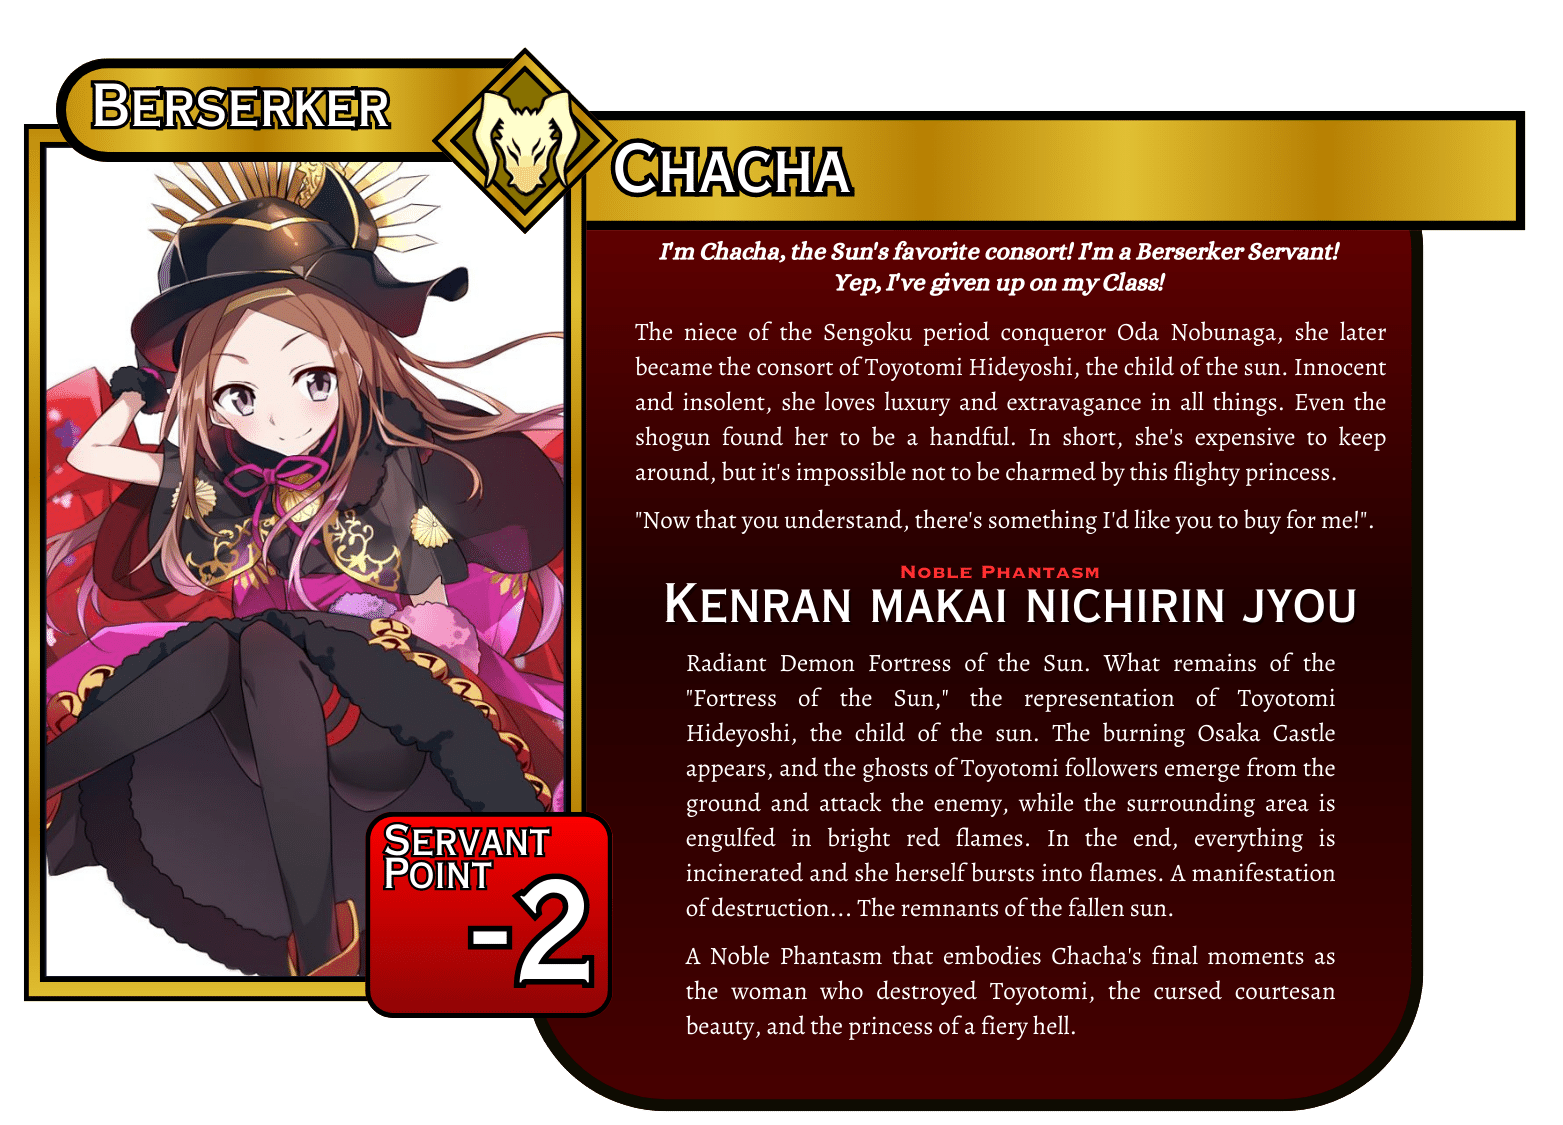 Berserker
Chacha
I'm Chacha, the Sun's favorite consort! I'm a Berserker Servant!
Yep, I've given up on my Class!
The niece of the Sengoku period conqueror Oda Nobunaga, she later
became the consort of Toyotomi Hideyoshi, the child of the sun. Innocent
and insolent, she loves luxury and extravagance in all things. Even the
shogun found her to be a handful. In short, she's expensive to keep
around, but it's impossible not to be charmed by this flighty princess.
"Now that you understand, there's something I'd like you to buy for me!".
Noble Phantasm
Kenran makai nichirin jyou
Radiant Demon Fortress of the Sun. What remains of the
"Fortress of the Sun," the representation of Toyotomi
Hideyoshi, the child of the sun. The burning Osaka Castle
appears, and the ghosts of Toyotomi followers emerge from the
ground and attack the enemy, while the surrounding area is
engulfed in bright red flames. In the end, everything is
incinerated and she herself bursts into flames. A manifestation
of destruction... The remnants of the fallen sun.
A Noble Phantasm that embodies Chacha's final moments as
the woman who destroyed Toyotomi, the cursed courtesan
beauty, and the princess of a fiery hell.
Servant
Point
-2